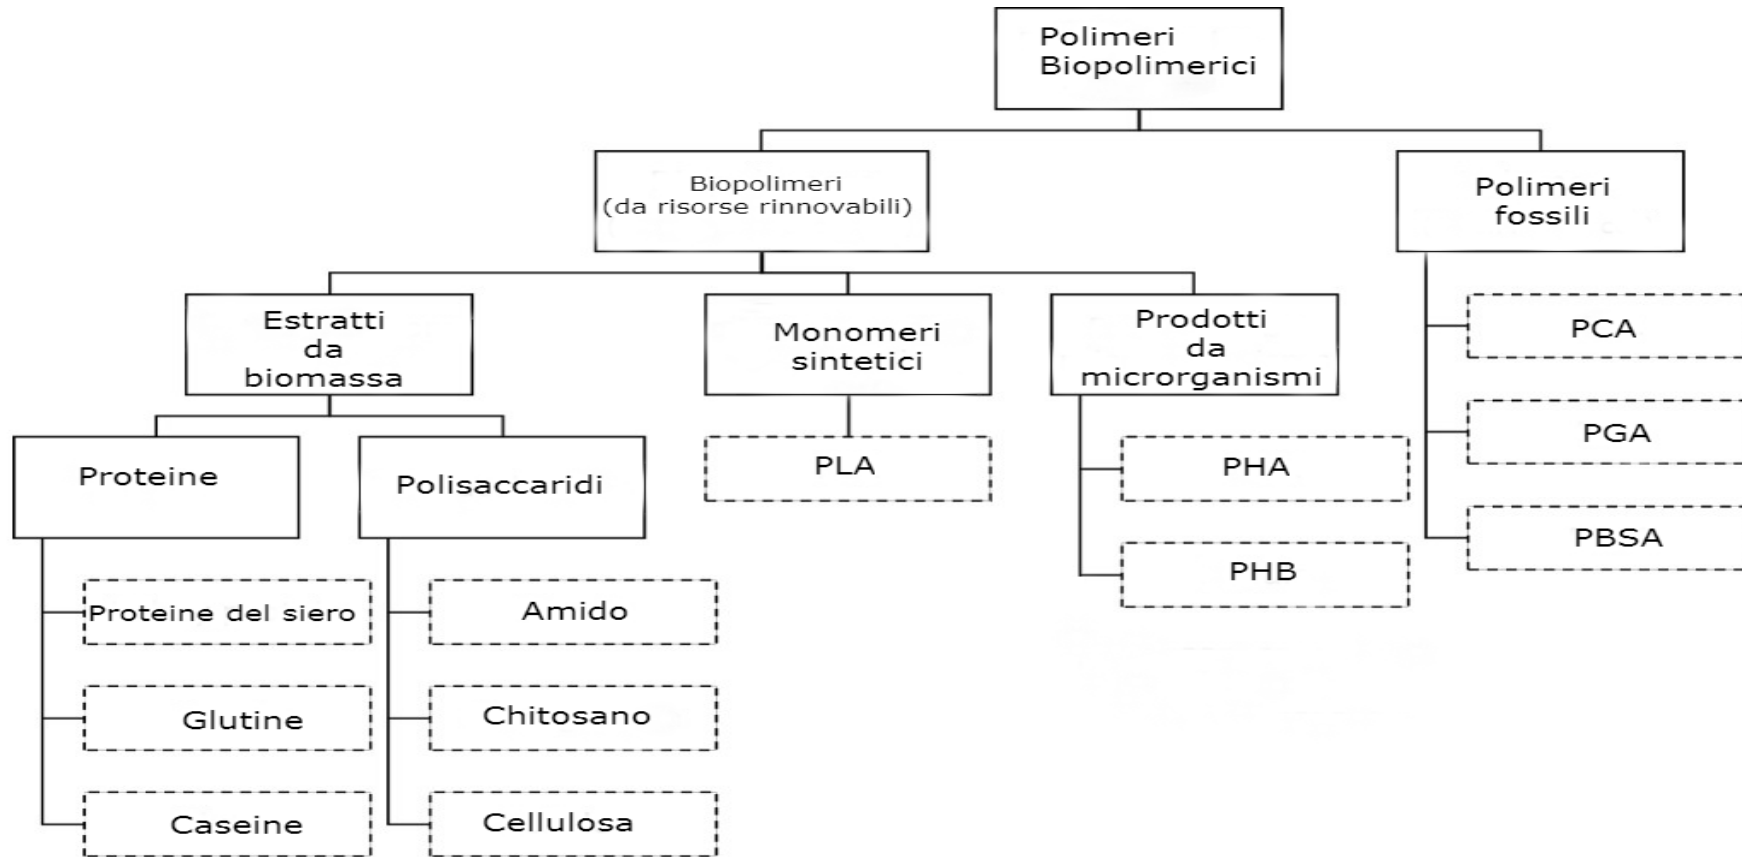 Polimeri
Biopolimerici
Biopolimeri
(da risorse rinnovabili)
Polimeri
fossili
Estratti
da
biomassa
Monomeri
sintetici
Prodotti
da
microrganismi
PCA
PGA
PBSA
Proteine
Polisaccaridi
PLA
PHA
PHB
Proteine del siero
Glutine
Caseine
Amido
Chitosano
Cellulosa